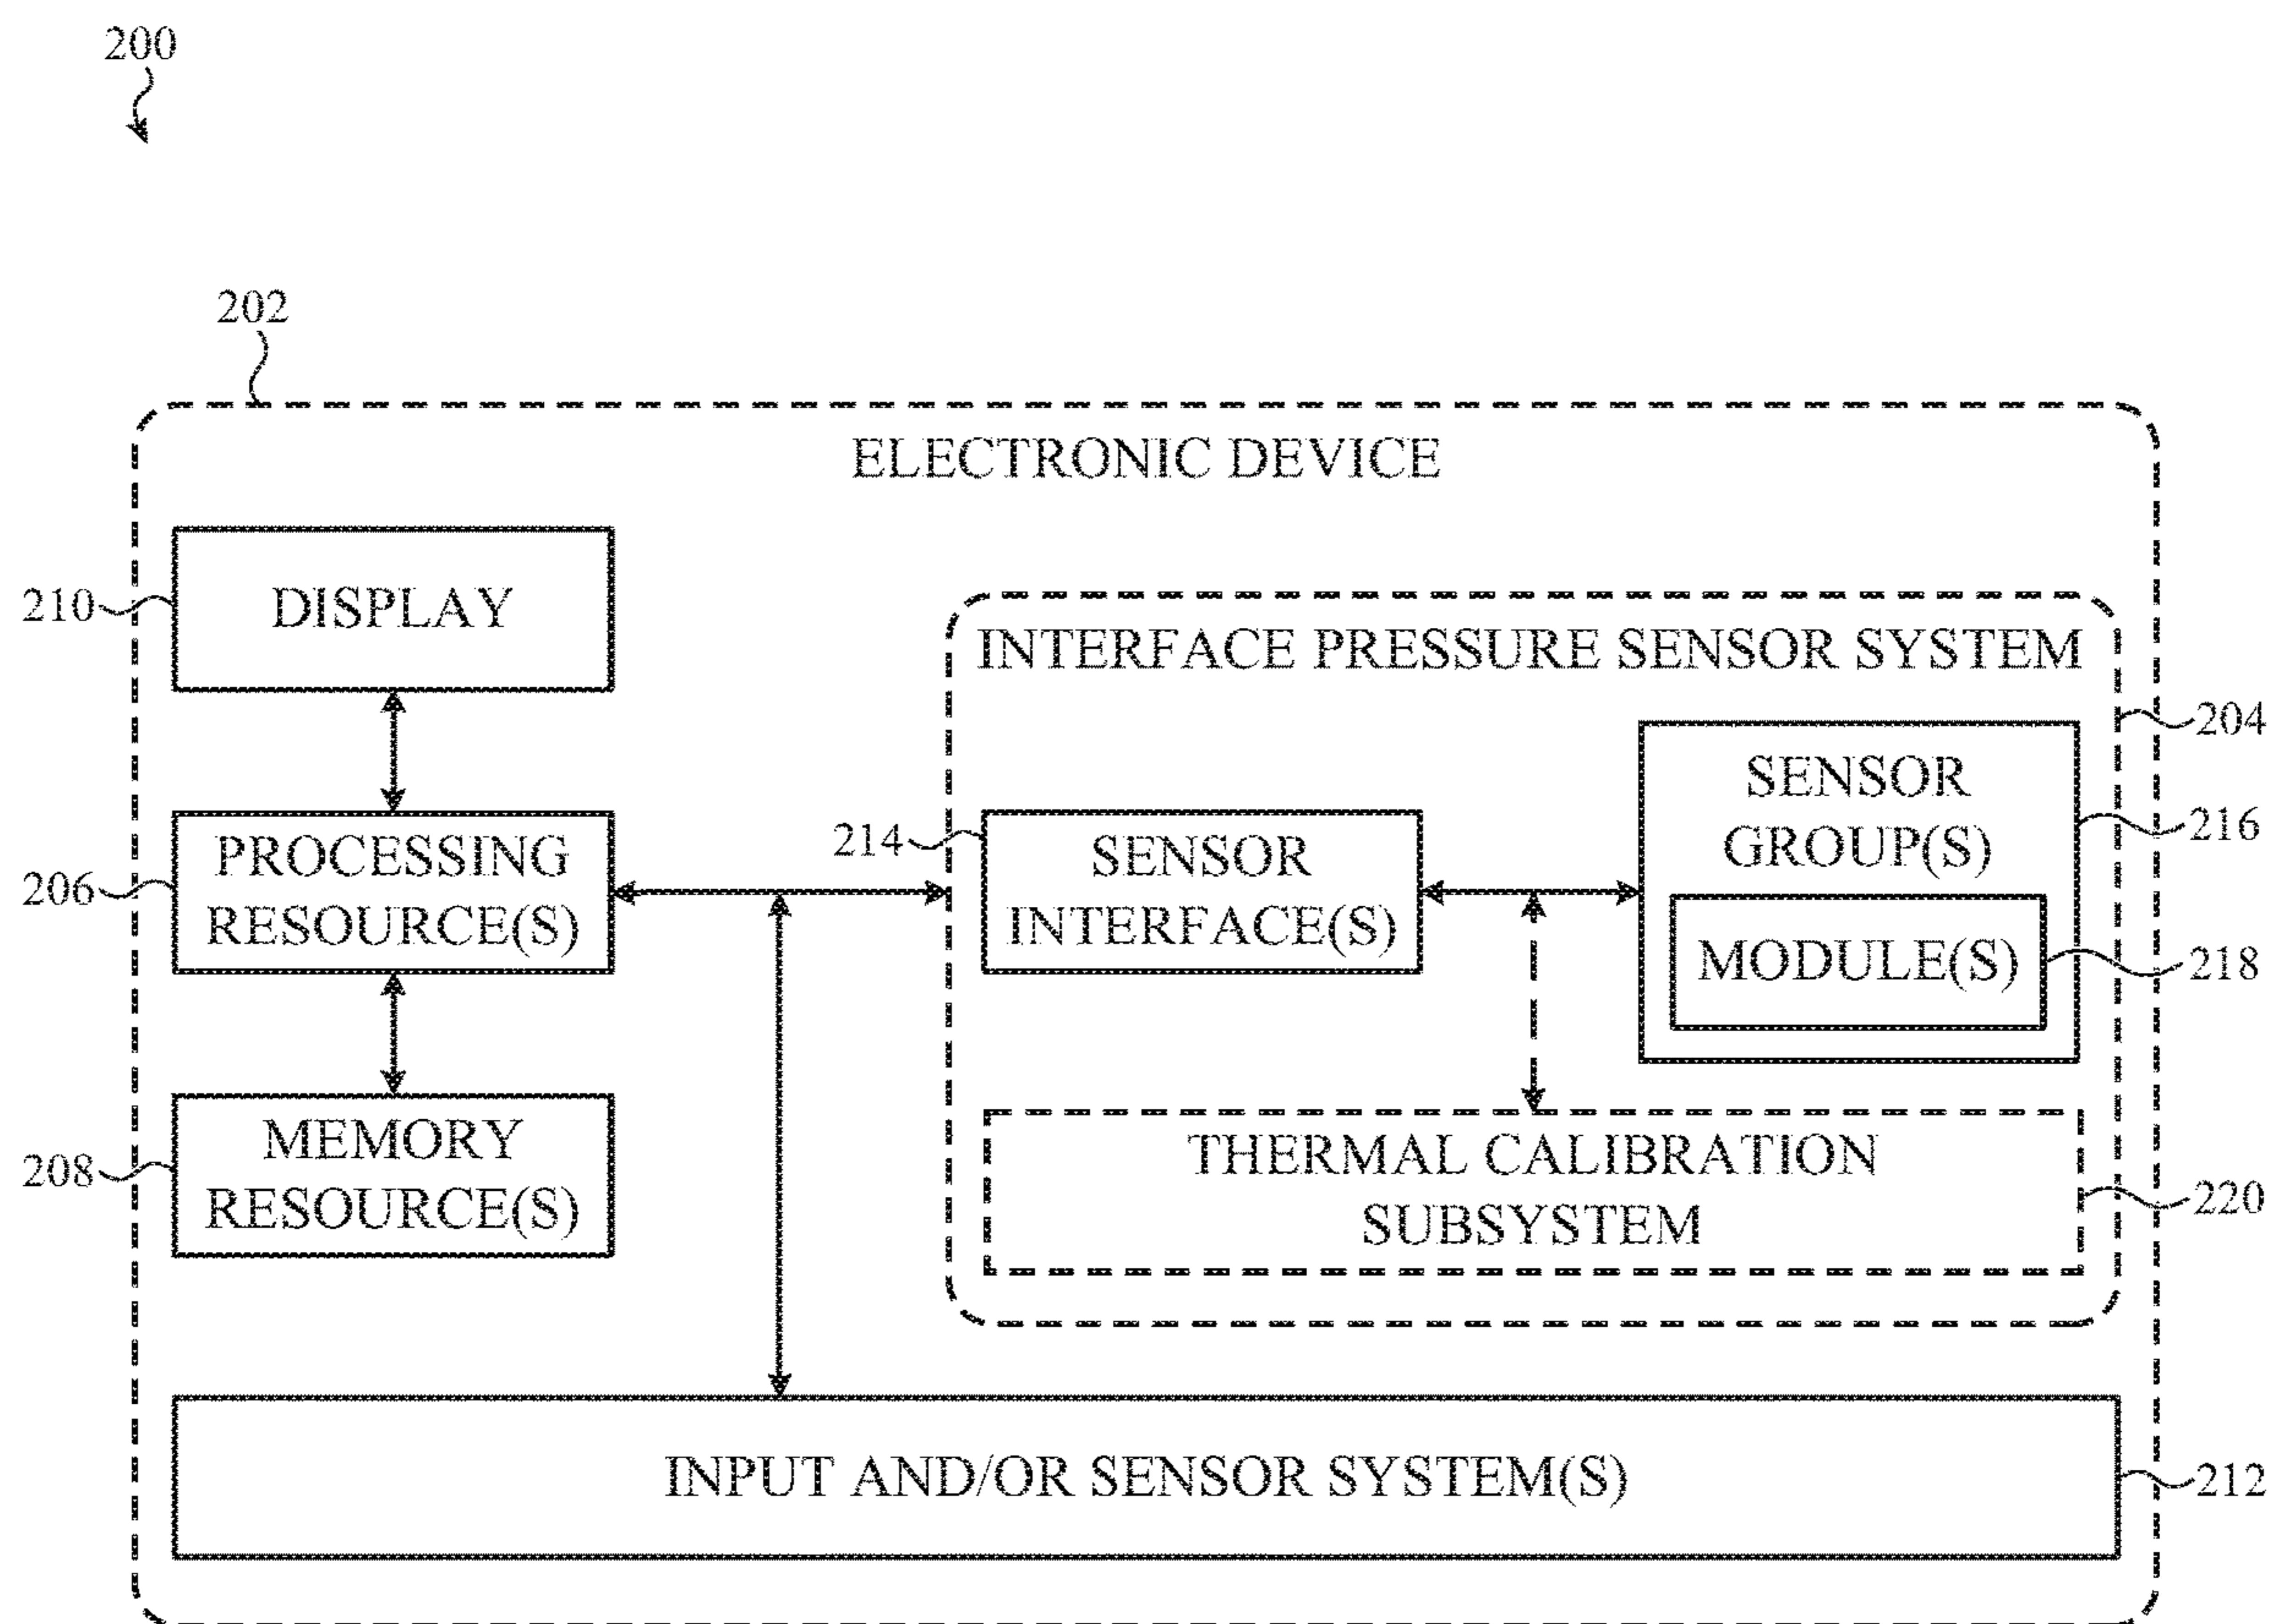 200
202
ELECTRONIC DEVICE
210
DISPLAY
INTERFACE PRESSURE SENSOR SYSTEM
204
206
PROCESSING
RESOURCE(S)
214
SENSOR
INTERFACE(S)
SENSOR
GROUP(S)
216
MODULE(S)
218
208
MEMORY
RESOURCE(S)
THERMAL CALIBRATION
SUBSYSTEM
220
INPUT AND/OR SENSOR SYSTEM(S)
212